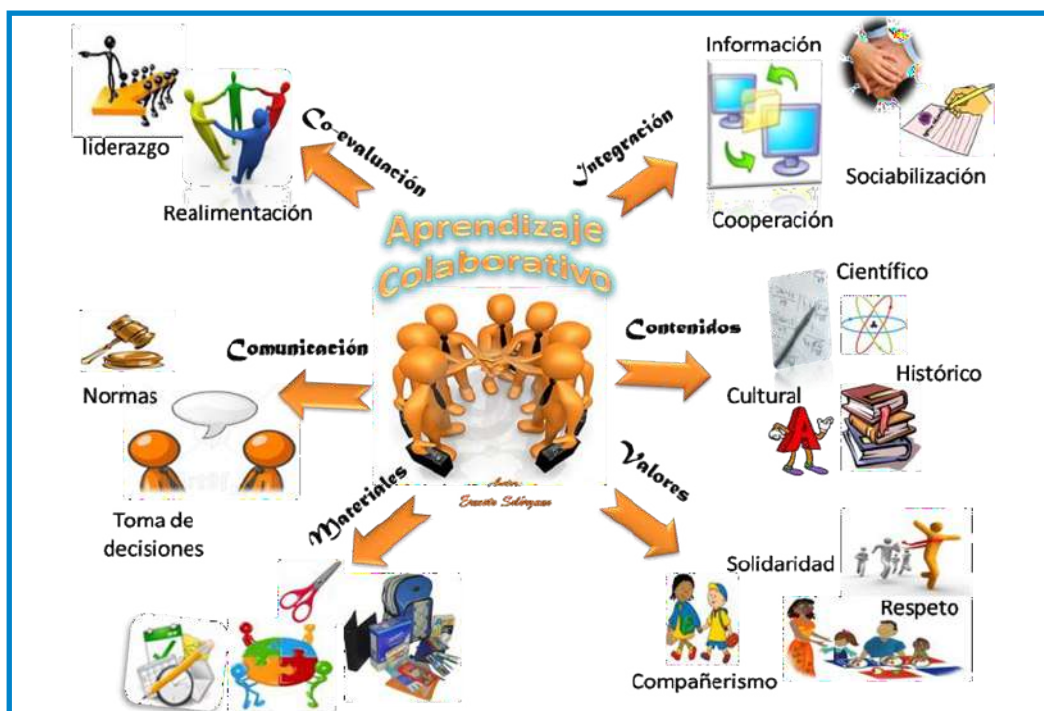 liderazgo
Realimentación
Co-evaluación
Integración
Información
Cooperación
Sociabilización
Aprendizaje
Colaborativo
Comunicación
Normas
Toma de
decisiones
Contenidos
Científico
Histórico
Cultural
Materiales
Valores
Solidaridad
Respeto
Compañerismo